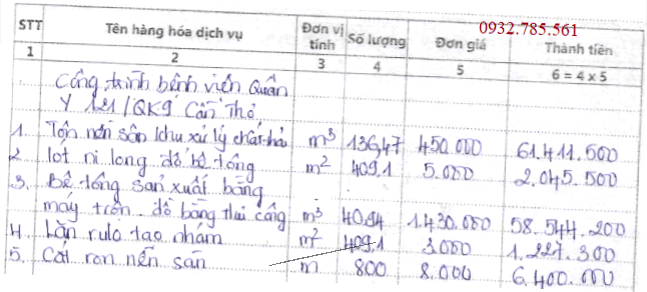 0932.785.561
STT Tên hàng hóa dịch vụ Đơn vị tính Số lượng Đơn giá Thành tiền
1 2 3 4 5 6 = 4 x 5
Công trình bệnh viện Quân
Y 121/QK9 Cần Thơ
1. Tôn nền sân khu xử lý chất thải m³ 136,47 450.000 61.411.500
2. lót ni long đổ bê tông m² 409,1 5.000 2.045.500
3. Bê tông sản xuất bằng
máy trộn. đổ bằng thủ công m³ 40,94 1.430.000 58.544.200
4. Lăn rulo tạo nhám m² 409,1 3.000 1.227.300
5. Cắt ron nền sân m 800 8.000 6.400.000